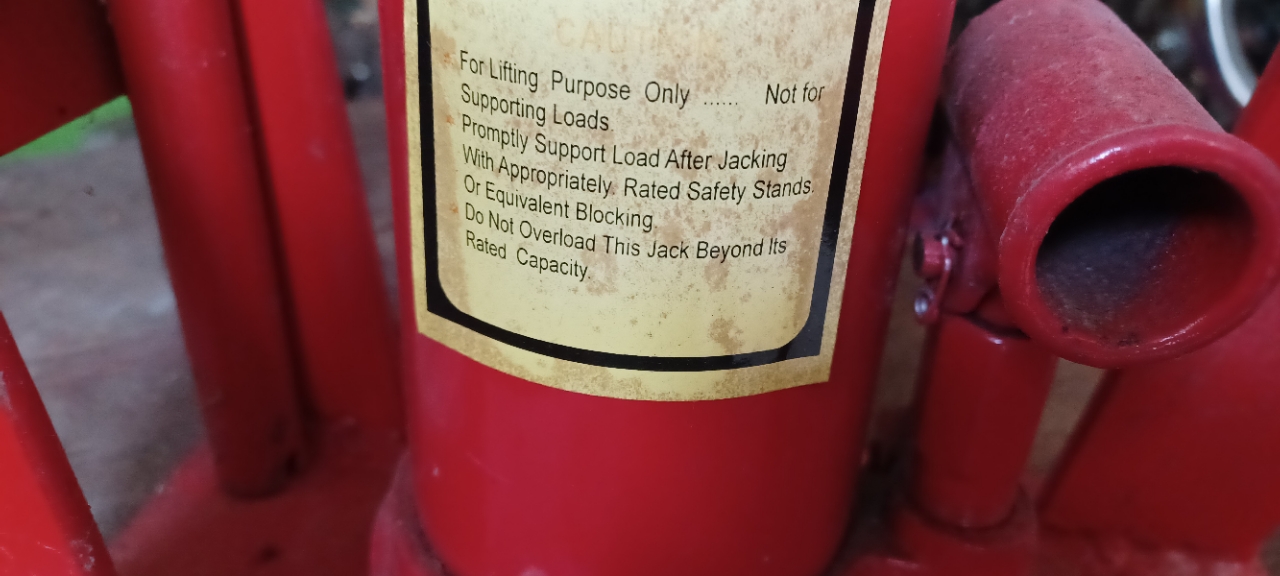 CAUTION
* For Lifting Purpose Only ...... Not for
Supporting Loads.
* Promptly Support Load After Jacking
With Appropriately. Rated Safety Stands.
Or Equivalent Blocking.
* Do Not Overload This Jack Beyond Its
Rated Capacity.